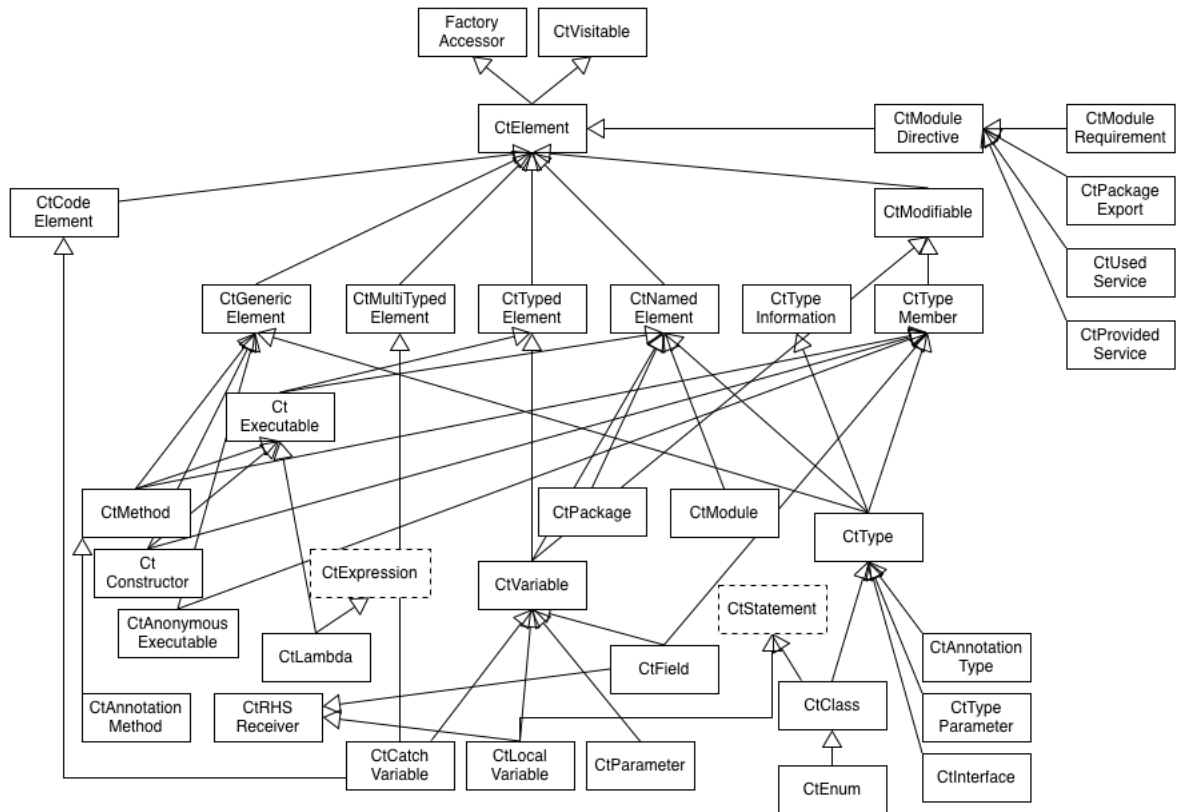 Factory
Accessor
CtVisitable
CtElement
CtModule
Directive
CtModule
Requirement
CtCode
Element
CtModifiable
CtPackage
Export
CtUsed
Service
CtGeneric
Element
CtMultiTyped
Element
CtTyped
Element
CtNamed
Element
CtType
Information
CtType
Member
CtProvided
Service
Ct
Executable
CtMethod
CtPackage
CtModule
CtType
Ct
Constructor
CtExpression
CtVariable
CtStatement
CtAnonymous
Executable
CtLambda
CtField
CtAnnotation
Type
CtAnnotation
Method
CtRHS
Receiver
CtClass
CtType
Parameter
CtCatch
Variable
CtLocal
Variable
CtParameter
CtInterface
CtEnum